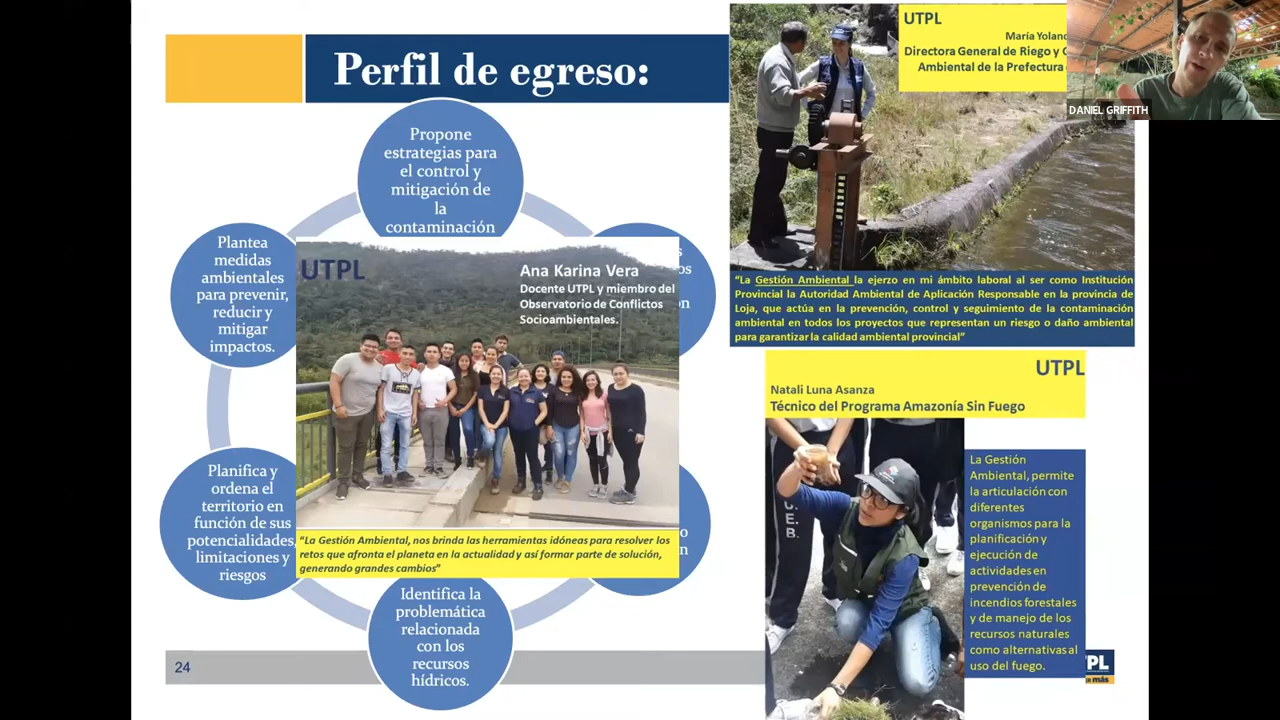 Perfil de egreso:
Propone
estrategias para
el control y
mitigación de
la
contaminación
Plantea
medidas
ambientales
para prevenir,
reducir y
mitigar
impactos.
Planifica y
ordena el
territorio en
función de sus
potencialidades,
limitaciones y
riesgos
Identifica la
problemática
relacionada
con los
recursos
hídricos.
UTPL
Ana Karina Vera
Docente UTPL y miembro del
Observatorio de Conflictos
Socioambientales.
“La Gestión Ambiental, nos brinda las herramientas idóneas para resolver los
retos que afronta el planeta en la actualidad y así formar parte de solución,
generando grandes cambios”
UTPL
María
Directora General de Riego y
Ambiental de la Prefectura
DANIEL GRIFFITH
“La Gestión Ambiental la ejerzo en mi ámbito laboral al ser como Institución
Provincial la Autoridad Ambiental de Aplicación Responsable en la provincia de
Loja, que actúa en la prevención, control y seguimiento de la contaminación
ambiental en todos los proyectos que representan un riesgo o daño ambiental
para garantizar la calidad ambiental provincial”
UTPL
Natali Luna Asanza
Técnico del Programa Amazonía Sin Fuego
La Gestión
Ambiental, permite
la articulación con
diferentes
organismos para la
planificación y
ejecución de
actividades en
prevención de
incendios forestales
y de manejo de los
recursos naturales
como alternativas al
uso del fuego.
U.E.B.
24